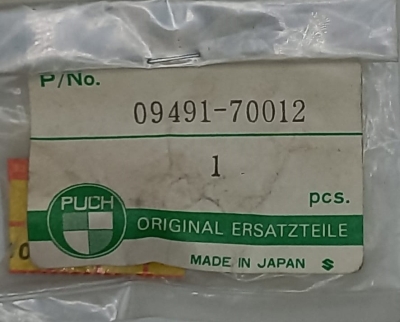 P/No.
09491-70012
1
pcs.
PUCH
ORIGINAL ERSATZTEILE
MADE IN JAPAN S